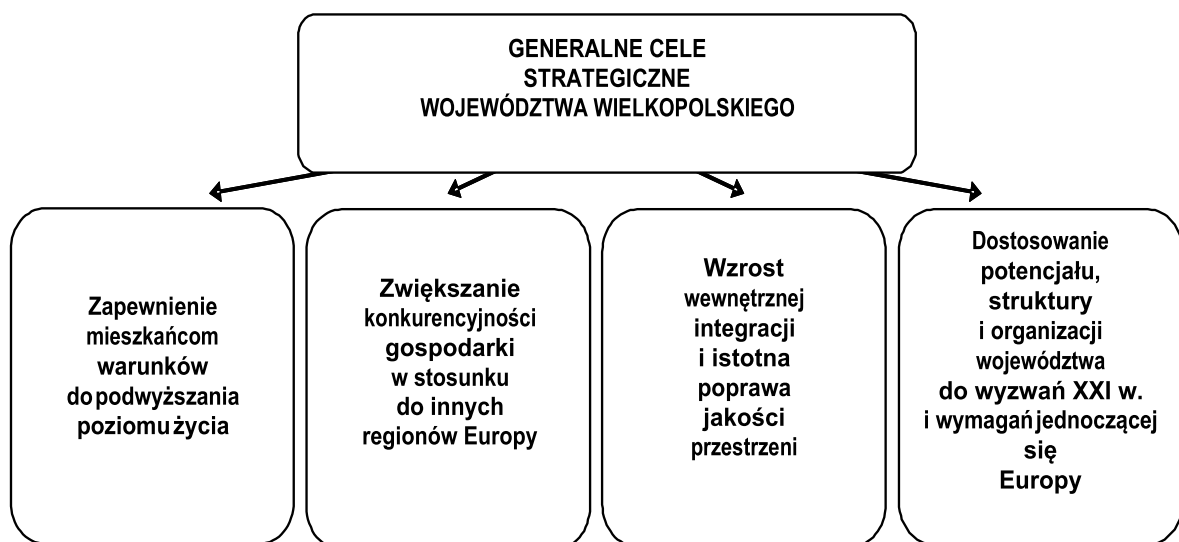 GENERALNE CELE
STRATEGICZNE
WOJEWÓDZTWA WIELKOPOLSKIEGO
Zapewnienie
mieszkańcom
warunków
do podwyższania
poziomu życia
Zwiększanie
konkurencyjności
gospodarki
w stosunku
do innych
regionów Europy
Wzrost
wewnętrznej
integracji
i istotna
poprawa
jakości
przestrzeni
Dostosowanie
potencjału,
struktury
i organizacji
województwa
do wyzwań XXI w.
i wymagań jednoczącej
się
Europy